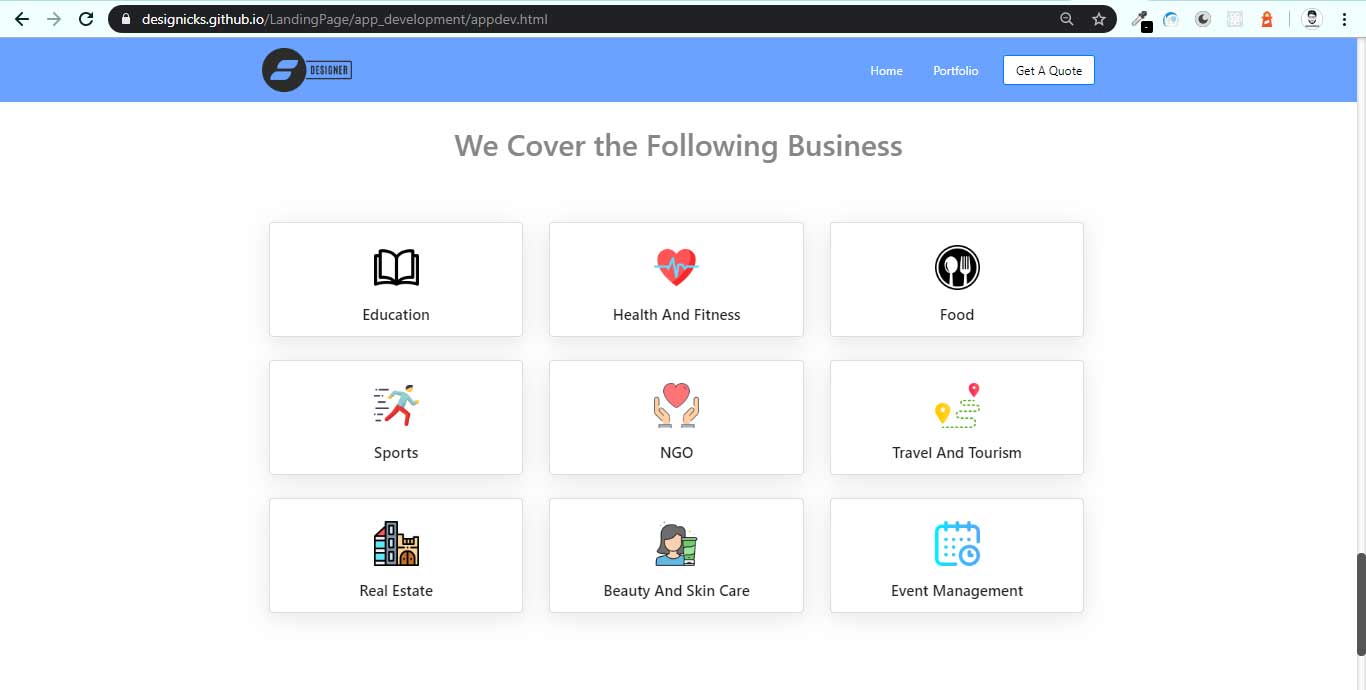 designicks.github.io/LandingPage/app_development/appdev.html
DESIGNER
Home
Portfolio
Get A Quote
We Cover the Following Business
Education
Health And Fitness
Food
Sports
NGO
Travel And Tourism
Real Estate
Beauty And Skin Care
Event Management